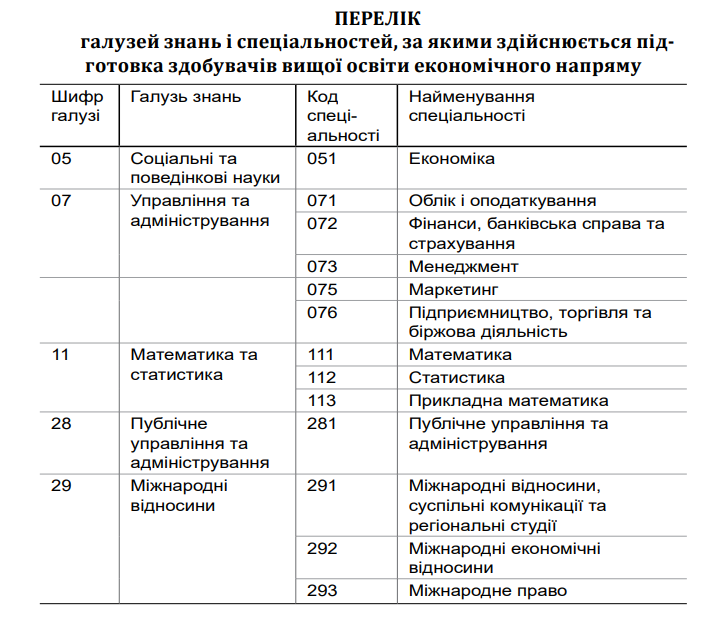 ПЕРЕЛІК
галузей знань і спеціальностей, за якими здійснюється під-
готовка здобувачів вищої освіти економічного напряму
Шифр галузі Галузь знань Код спеці-альності Найменування спеціальності
05 Соціальні та поведінкові науки 051 Економіка
07 Управління та адміністрування 071 Облік і оподаткування
072 Фінанси, банківська справа та страхування
073 Менеджмент
075 Маркетинг
076 Підприємництво, торгівля та біржова діяльність
11 Математика та статистика 111 Математика
112 Статистика
113 Прикладна математика
28 Публічне управління та адміністрування 281 Публічне управління та адміністрування
29 Міжнародні відносини 291 Міжнародні відносини, суспільні комунікації та регіональні студії
292 Міжнародні економічні відносини
293 Міжнародне право